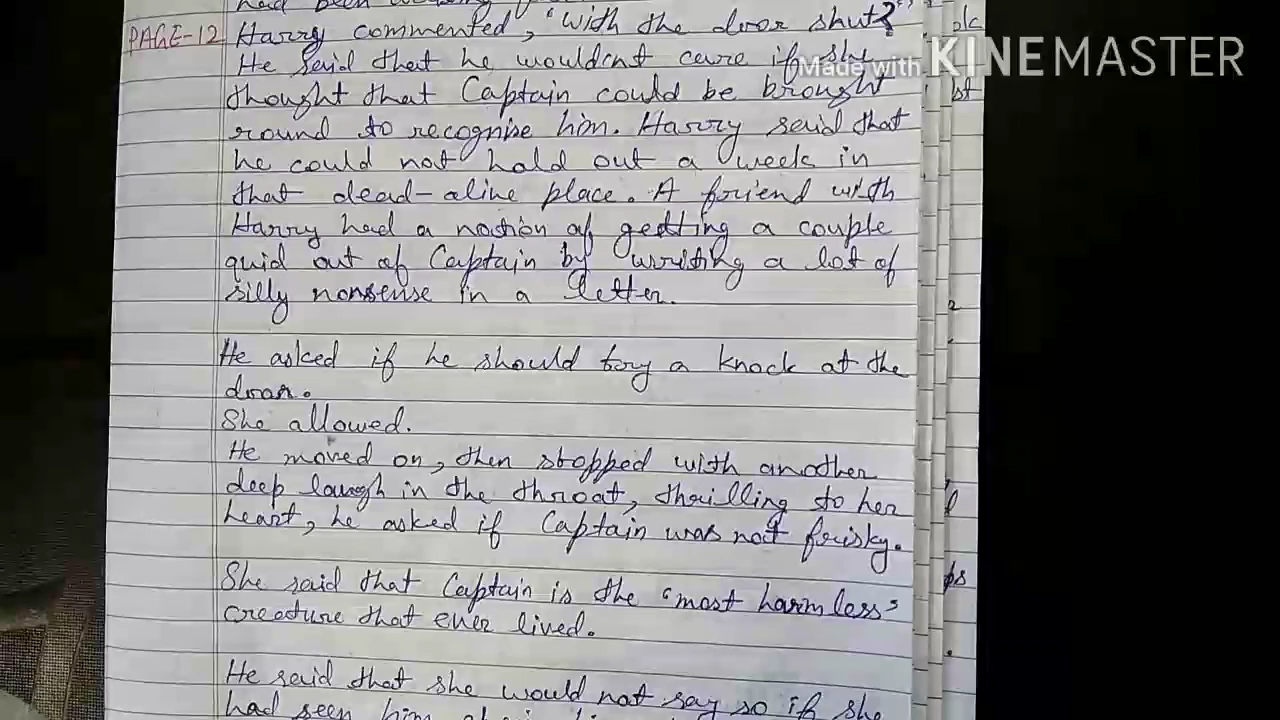 had been
PAGE-12 Harry commented, "with the door shut?"
He said that he wouldnt care if she
thought that Captain could be brought
round to recognise him. Harry said that
he could not hold out a week in
that dead-alive place. A friend with
Harry had a notion of getting a couple
quid out of Captain by writing a lot of
silly nonsense in a letter.
He asked if he should try a knock at the
door.
She allowed.
He moved on, then stopped with another
deep laugh in the throat, thrilling to her
heart, he asked if Captain was not frisky.
She said that Captain is the "most harmless"
creature that ever lived.
He said that she would not say so if she
had seen him
Made with KINEMASTER